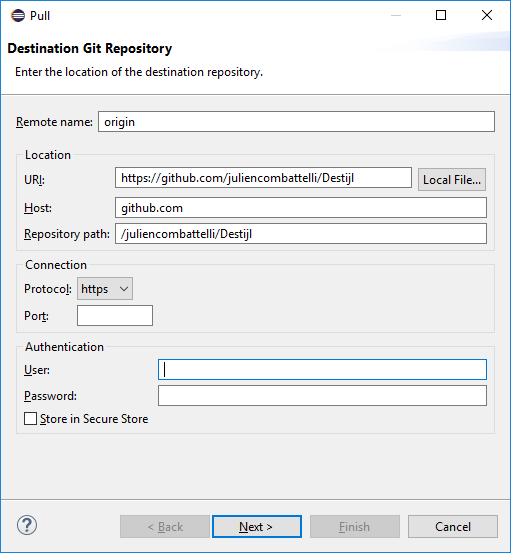 Pull
Destination Git Repository
Enter the location of the destination repository.
Remote name: origin
Location
URI: https://github.com/juliencombattelli/Destijl Local File...
Host: github.com
Repository path: /juliencombattelli/Destijl
Connection
Protocol: https
Port:
Authentication
User:
Password:
Store in Secure Store
? < Back Next > Finish Cancel